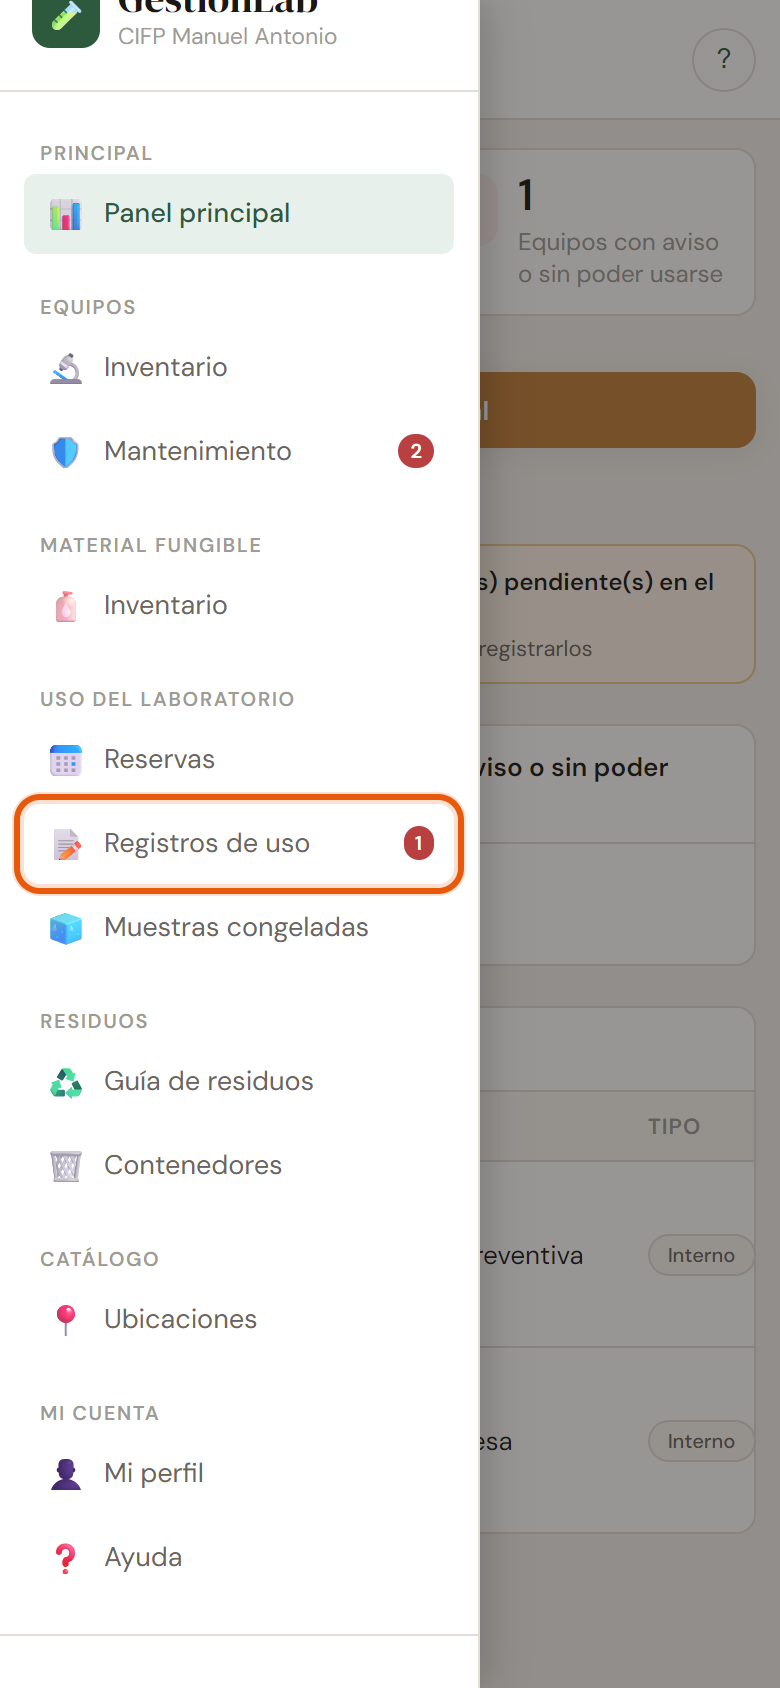 GestionLab
CIFP Manuel Antonio
?
PRINCIPAL
Panel principal
1
Equipos con aviso
o sin poder usarse
EQUIPOS
Inventario
Mantenimiento
2
s) pendiente(s) en el
registrarlos
MATERIAL FUNGIBLE
Inventario
USO DEL LABORATORIO
Reservas
viso o sin poder
Registros de uso
1
Muestras congeladas
RESIDUOS
Guía de residuos
Contenedores
TIPO
CATÁLOGO
reventiva
Interno
Ubicaciones
MI CUENTA
esa
Interno
Mi perfil
Ayuda